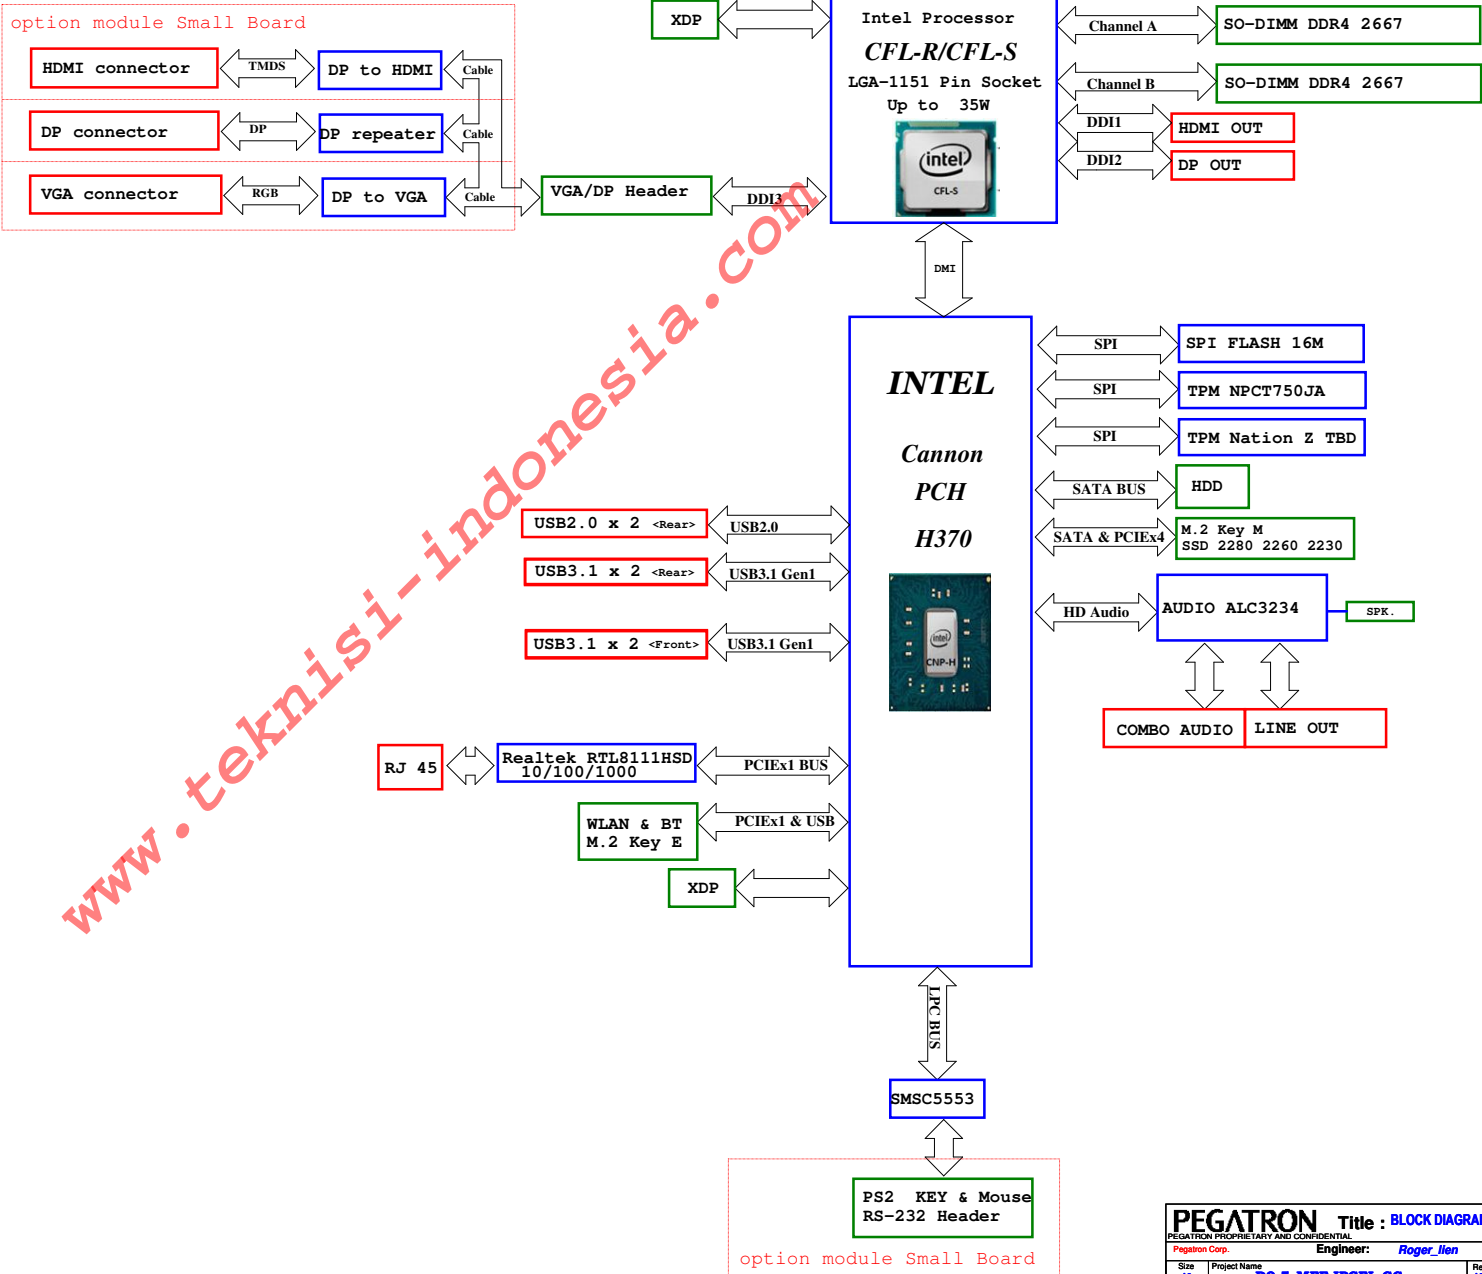 option module Small Board
HDMI connector
TMDS
DP to HDMI
Cable
DP connector
DP
DP repeater
Cable
VGA connector
RGB
DP to VGA
Cable
VGA/DP Header
DDI3
XDP
Intel Processor
CFL-R/CFL-S
LGA-1151 Pin Socket
Up to 35W
intel
CFL-S
Channel A
SO-DIMM DDR4 2667
Channel B
SO-DIMM DDR4 2667
DDI1
HDMI OUT
DDI2
DP OUT
DMI
INTEL
Cannon
PCH
H370
intel
CNP-H
SPI
SPI FLASH 16M
SPI
TPM NPCT750JA
SPI
TPM Nation Z TBD
SATA BUS
HDD
SATA & PCIEx4
M.2 Key M
SSD 2280 2260 2230
HD Audio
AUDIO ALC3234
SPK.
COMBO AUDIO
LINE OUT
USB2.0 x 2 <Rear>
USB2.0
USB3.1 x 2 <Rear>
USB3.1 Gen1
USB3.1 x 2 <Front>
USB3.1 Gen1
RJ 45
Realtek RTL8111HSD
10/100/1000
PCIEx1 BUS
WLAN & BT
M.2 Key E
PCIEx1 & USB
XDP
LPC BUS
SMSC5553
PS2 KEY & Mouse
RS-232 Header
option module Small Board
www.teknisi-indonesia.com
PEGATRON
Title :
BLOCK DIAGRA
PEGATRON PROPRIETARY AND CONFIDENTIAL
Pegatron Corp.
Engineer:
Roger_lien
Size
Project Name